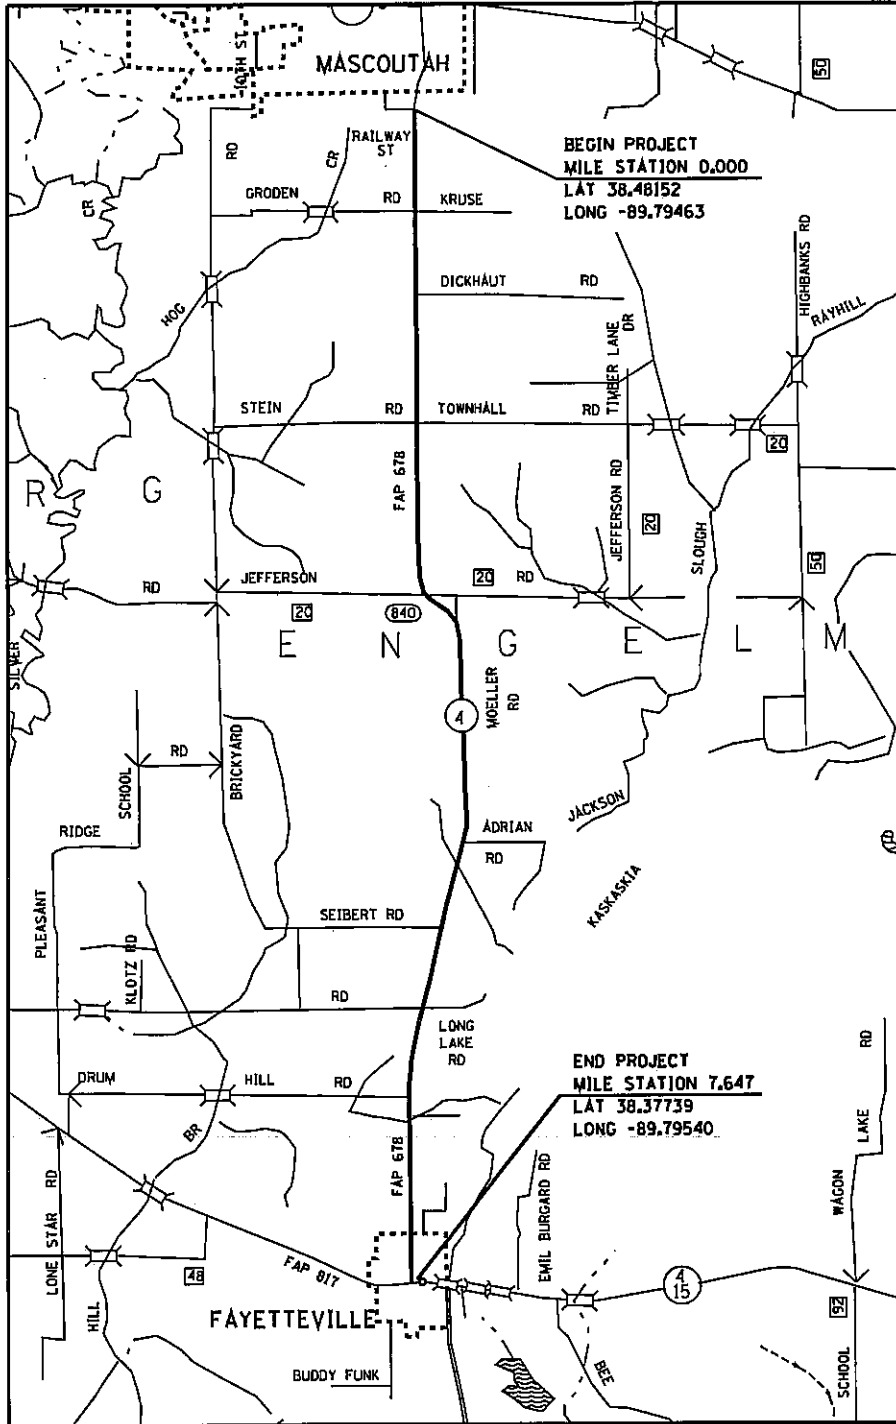 10TH ST
MASCOUTAH
50
RAILWAY
ST
BEGIN PROJECT
MILE STATION 0.000
LAT 38.48152
LONG -89.79463
RD
CR
CR
GRODEN RD KRUSE
HIGHBANKS RD
DICKHAUT RD
HOG
RAYHILL
TIMBER LANE DR
STEIN RD TOWNHALL RD
20
FAP 678
R G
JEFFERSON RD
20
SLOUGH
50
RD JEFFERSON 20 RD
20 840
E N G E L M
SILVER
MOELLER
RD
4
BRICKYARD
RD
SCHOOL
JACKSON
RIDGE
ADRIAN
RD
KASKASKIA
PLEASANT
SEIBERT RD
KLOTZ RD
RD
LONG
LAKE
RD
END PROJECT
MILE STATION 7.647
LAT 38.37739
LONG -89.79540
DRUM HILL RD
WAGON LAKE RD
BR
FAP 678
LONE STAR RD
EMIL BURGARD RD
FAP 817
48
4
15
92
HILL
FAYETTEVILLE
BUDDY FUNK
BEE
SCHOOL